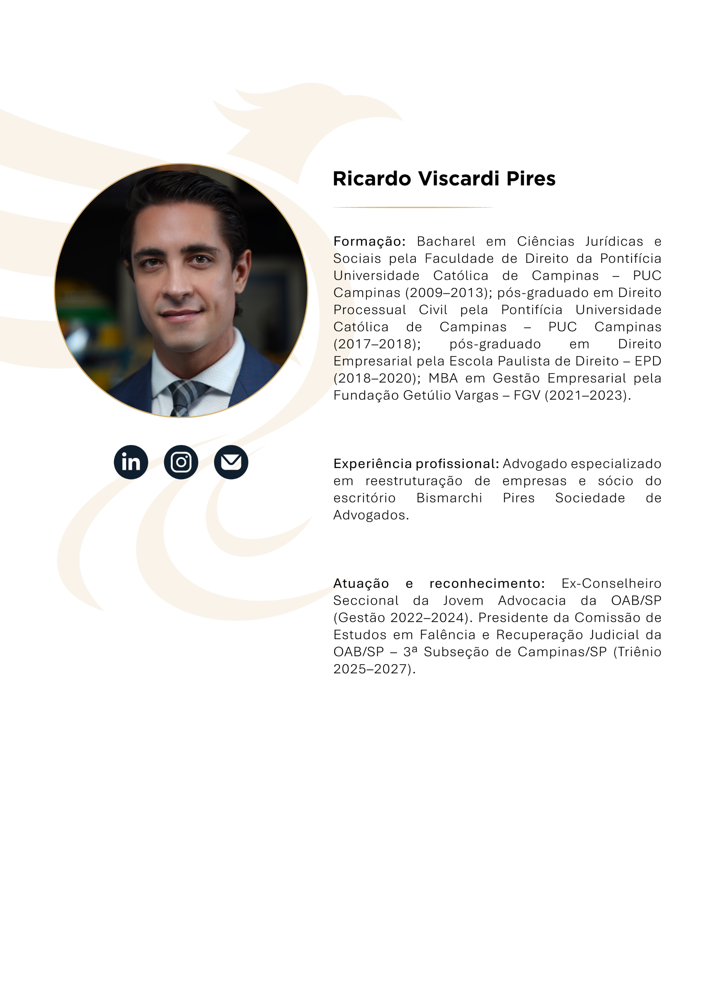 Ricardo Viscardi Pires
Formação: Bacharel em Ciências Jurídicas e
Sociais pela Faculdade de Direito da Pontifícia
Universidade Católica de Campinas – PUC
Campinas (2009–2013); pós-graduado em Direito
Processual Civil pela Pontifícia Universidade
Católica de Campinas – PUC Campinas
(2017–2018); pós-graduado em Direito
Empresarial pela Escola Paulista de Direito – EPD
(2018–2020); MBA em Gestão Empresarial pela
Fundação Getúlio Vargas – FGV (2021–2023).
in
Experiência profissional: Advogado especializado
em reestruturação de empresas e sócio do
escritório Bismarchi Pires Sociedade de
Advogados.
Atuação e reconhecimento: Ex-Conselheiro
Seccional da Jovem Advocacia da OAB/SP
(Gestão 2022–2024). Presidente da Comissão de
Estudos em Falência e Recuperação Judicial da
OAB/SP – 3ª Subseção de Campinas/SP (Triênio
2025–2027).